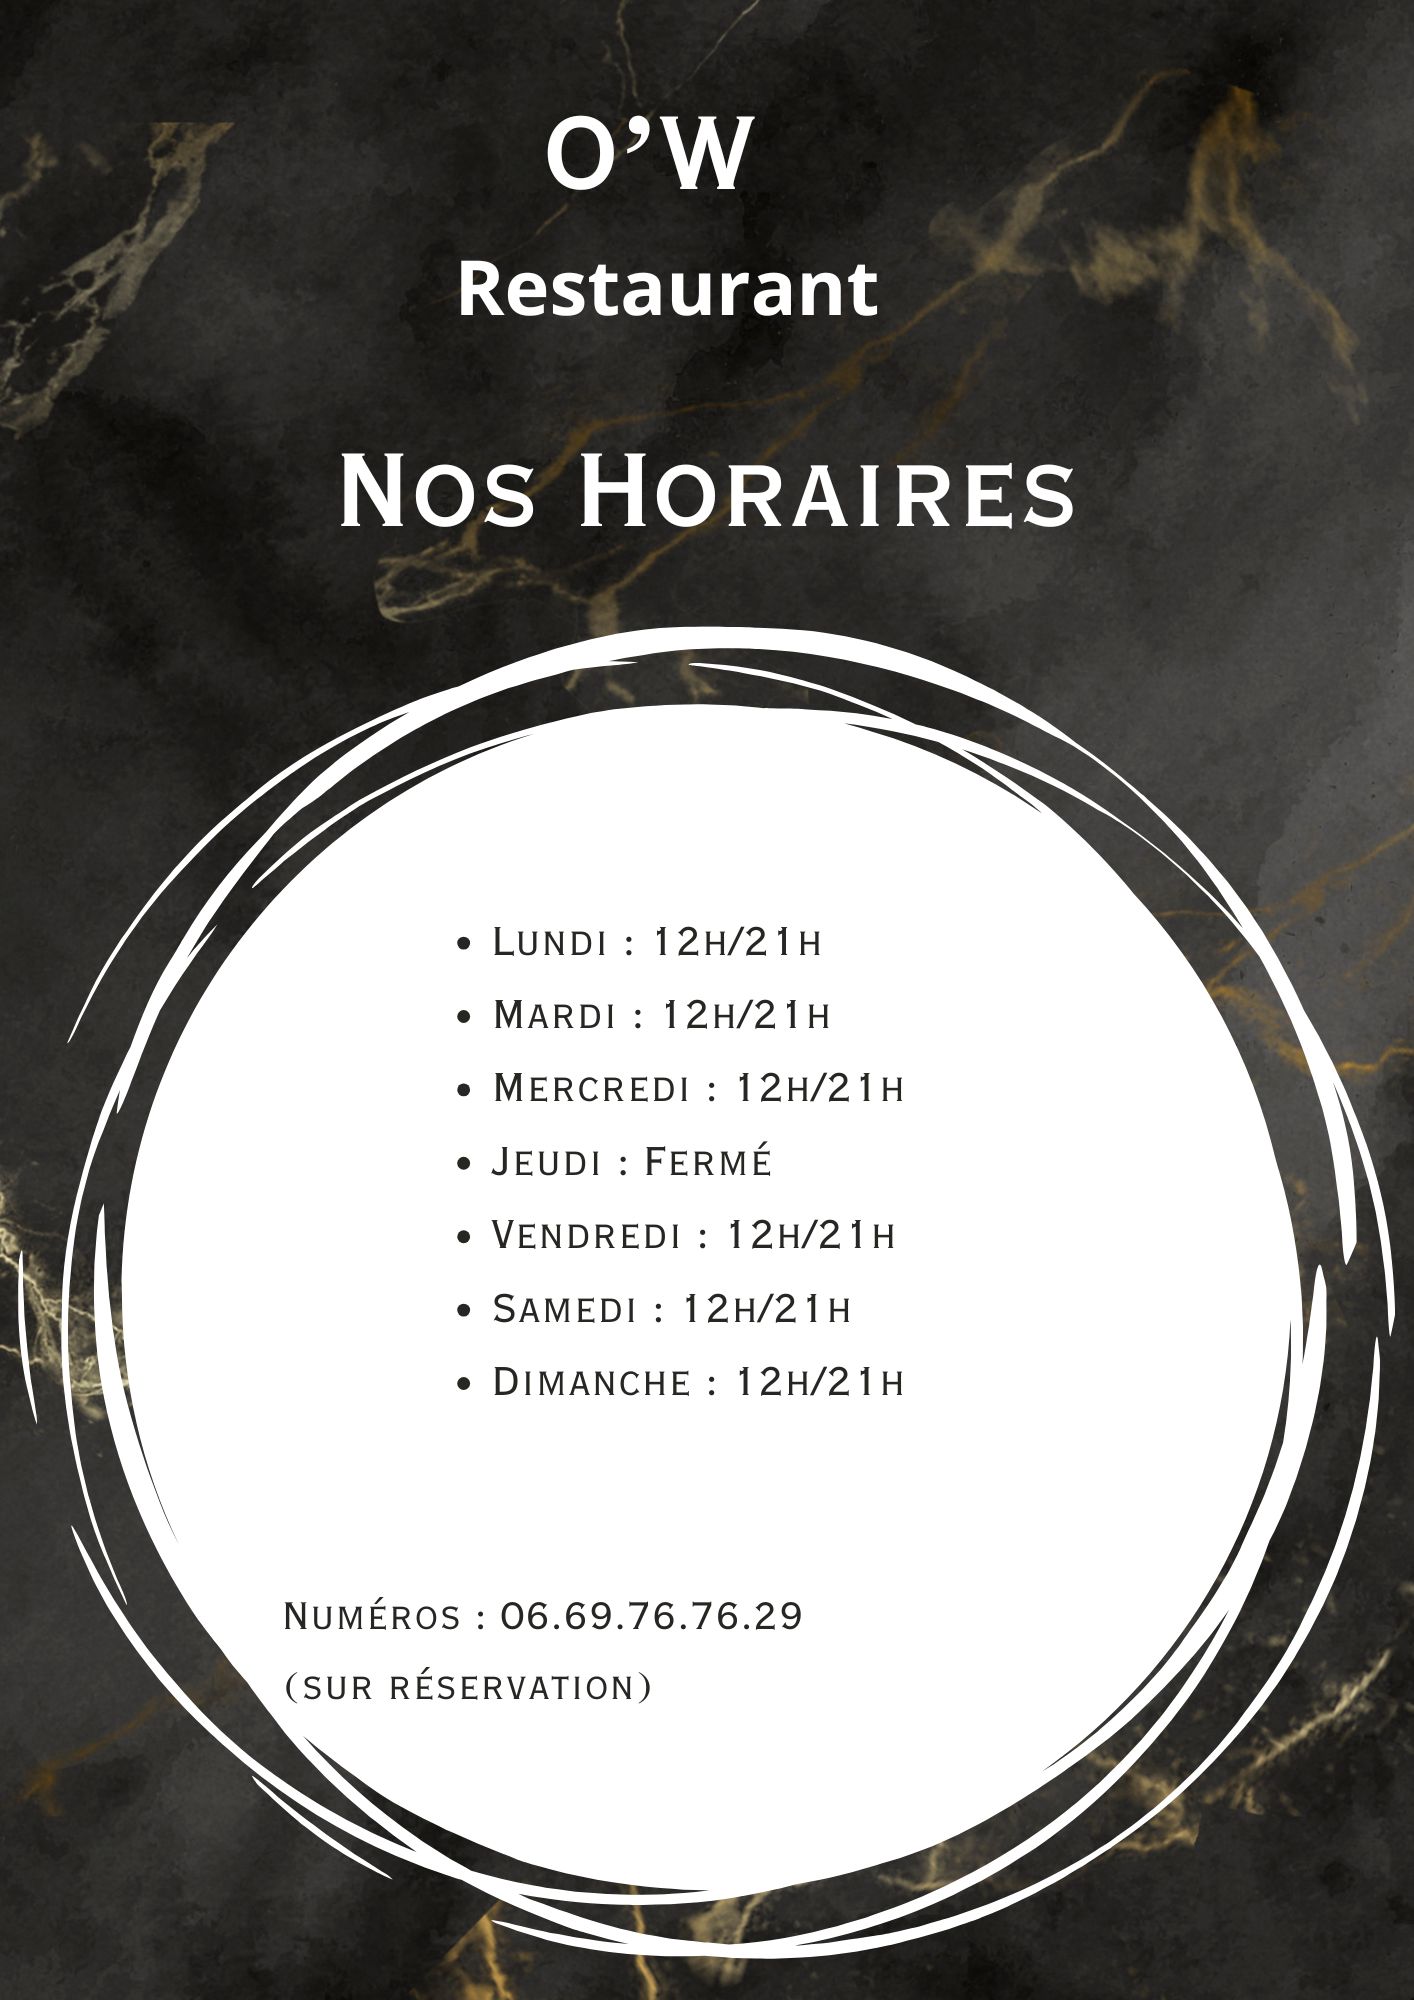 O’W
Restaurant
Nos Horaires
• Lundi : 12h/21h
• Mardi : 12h/21h
• Mercredi : 12h/21h
• Jeudi : Fermé
• Vendredi : 12h/21h
• Samedi : 12h/21h
• Dimanche : 12h/21h
Numéros : 06.69.76.76.29
(sur réservation)